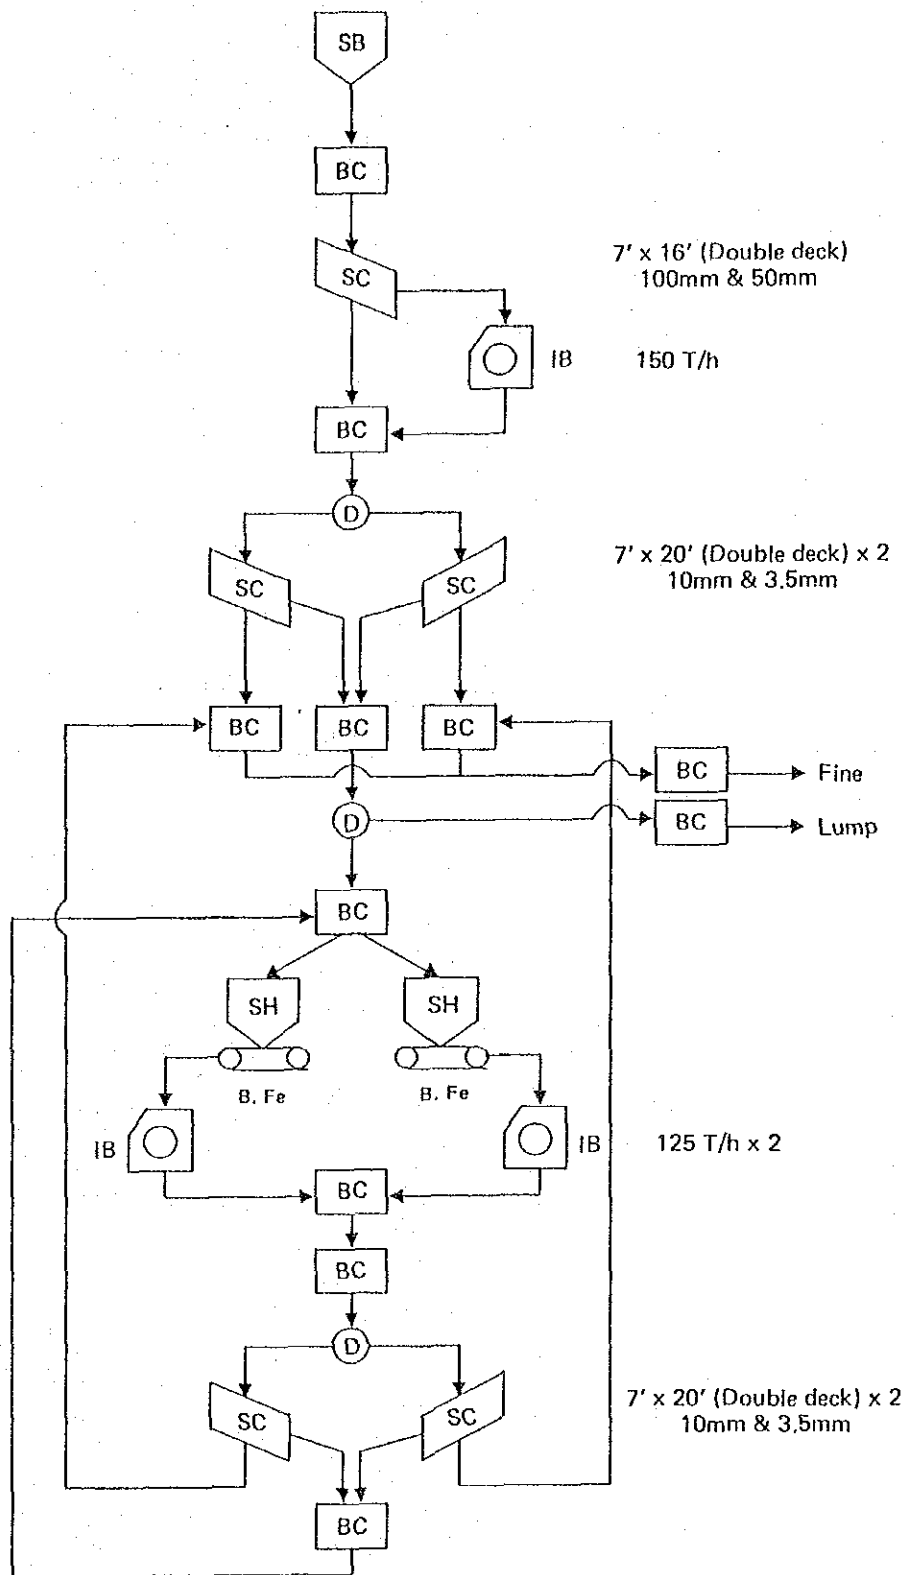 SB
BC
SC
7' x 16' (Double deck)
100mm & 50mm
IB
150 T/h
BC
D
SC
SC
7' x 20' (Double deck) x 2
10mm & 3.5mm
BC
BC
BC
BC
Fine
D
BC
Lump
BC
SH
SH
B. Fe
B. Fe
IB
IB
125 T/h x 2
BC
BC
D
SC
SC
7' x 20' (Double deck) x 2
10mm & 3.5mm
BC